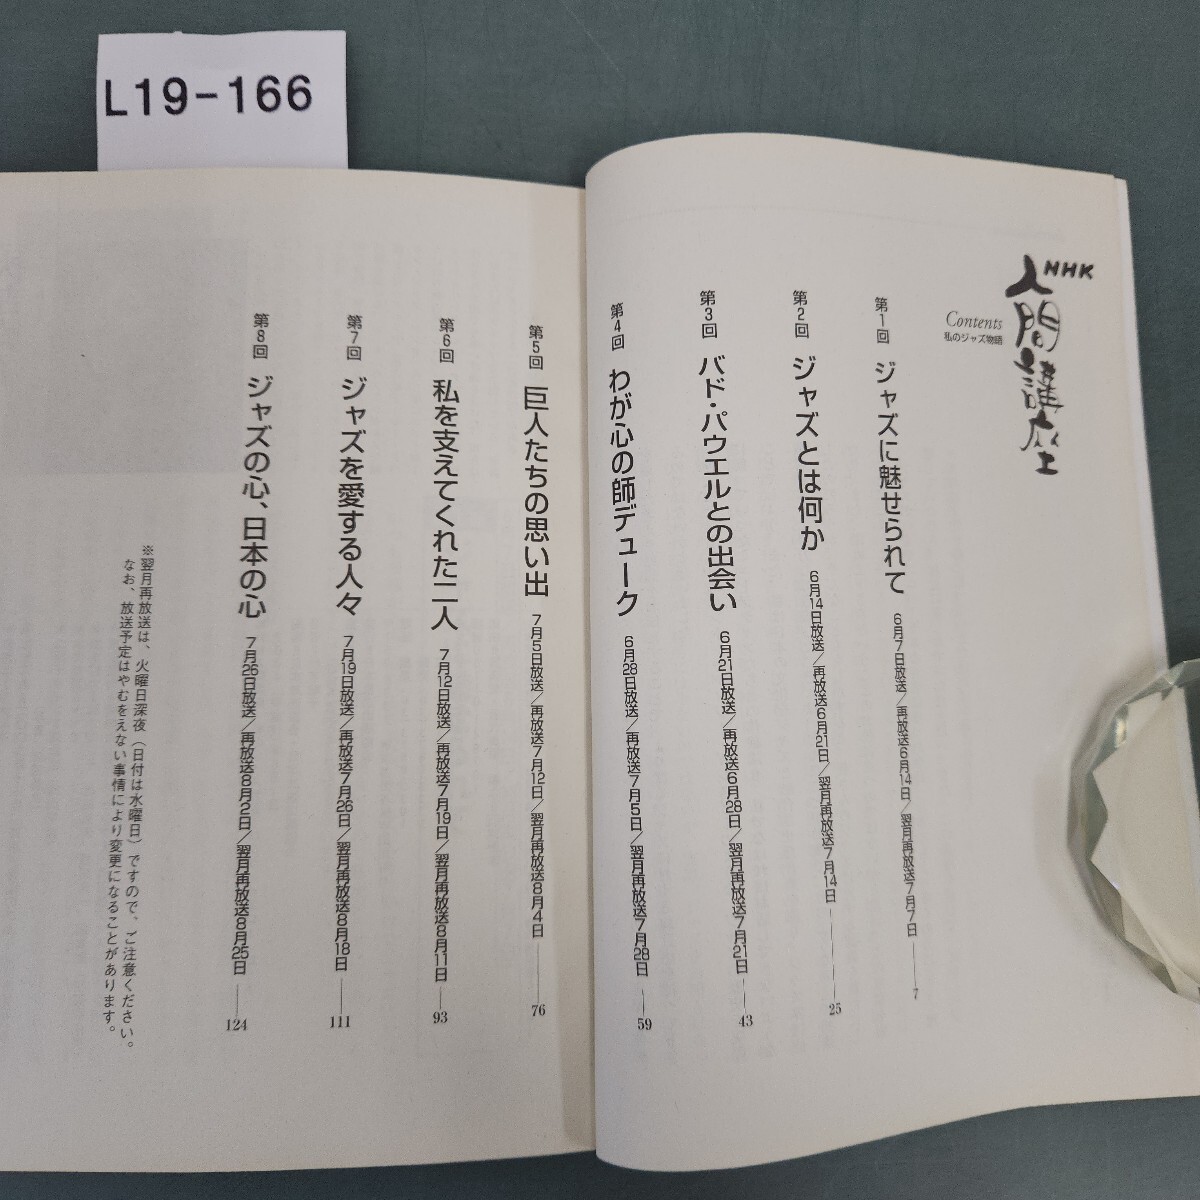 L19-166
NHK
人間講座
Contents
私のジャズ物語
第1回 ジャズに魅せられて 6月7日放送／再放送6月14日／翌月再放送7月7日 7
第2回 ジャズとは何か 6月14日放送／再放送6月21日／翌月再放送7月14日 25
第3回 バド・パウエルとの出会い 6月21日放送／再放送6月28日／翌月再放送7月21日 43
第4回 わが心の師デューク 6月28日放送／再放送7月5日／翌月再放送7月28日 59
第5回 巨人たちの思い出 7月5日放送／再放送7月12日／翌月再放送8月4日 76
第6回 私を支えてくれた二人 7月12日放送／再放送7月19日／翌月再放送8月11日 93
第7回 ジャズを愛する人々 7月19日放送／再放送7月26日／翌月再放送8月18日 111
第8回 ジャズの心、日本の心 7月26日放送／再放送8月2日／翌月再放送8月25日 124
※翌月再放送は、火曜日深夜（日付は水曜日）ですので、ご注意ください。
なお、放送予定はやむをえない事情により変更になることがあります。